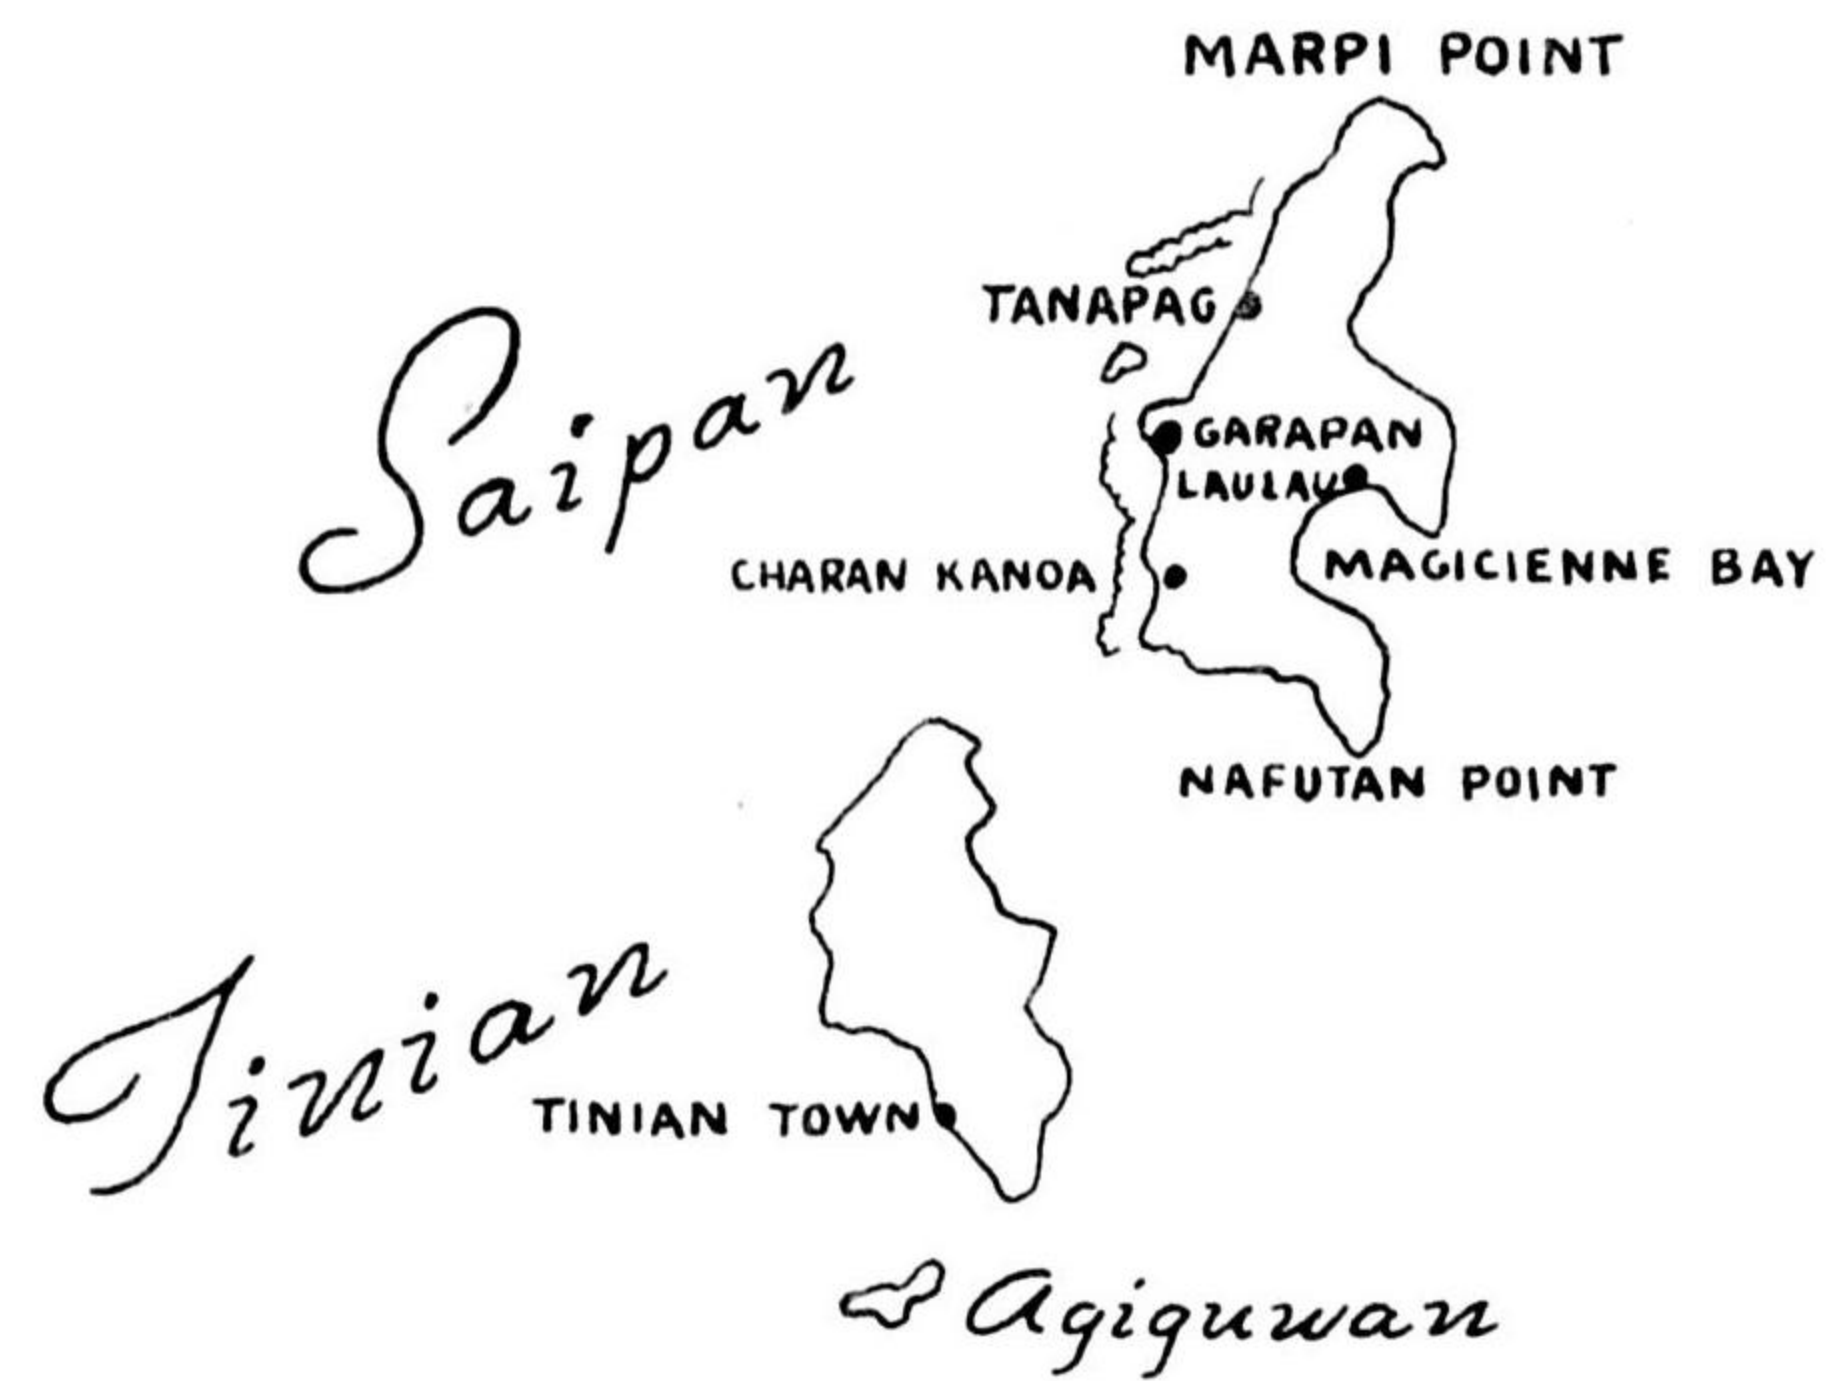 MARPI POINT
TANAPAG
Saipan
GARAPAN
LAULAU
CHARAN KANOA
MAGICIENNE BAY
NAFUTAN POINT
Tinian
TINIAN TOWN
Agiguwan